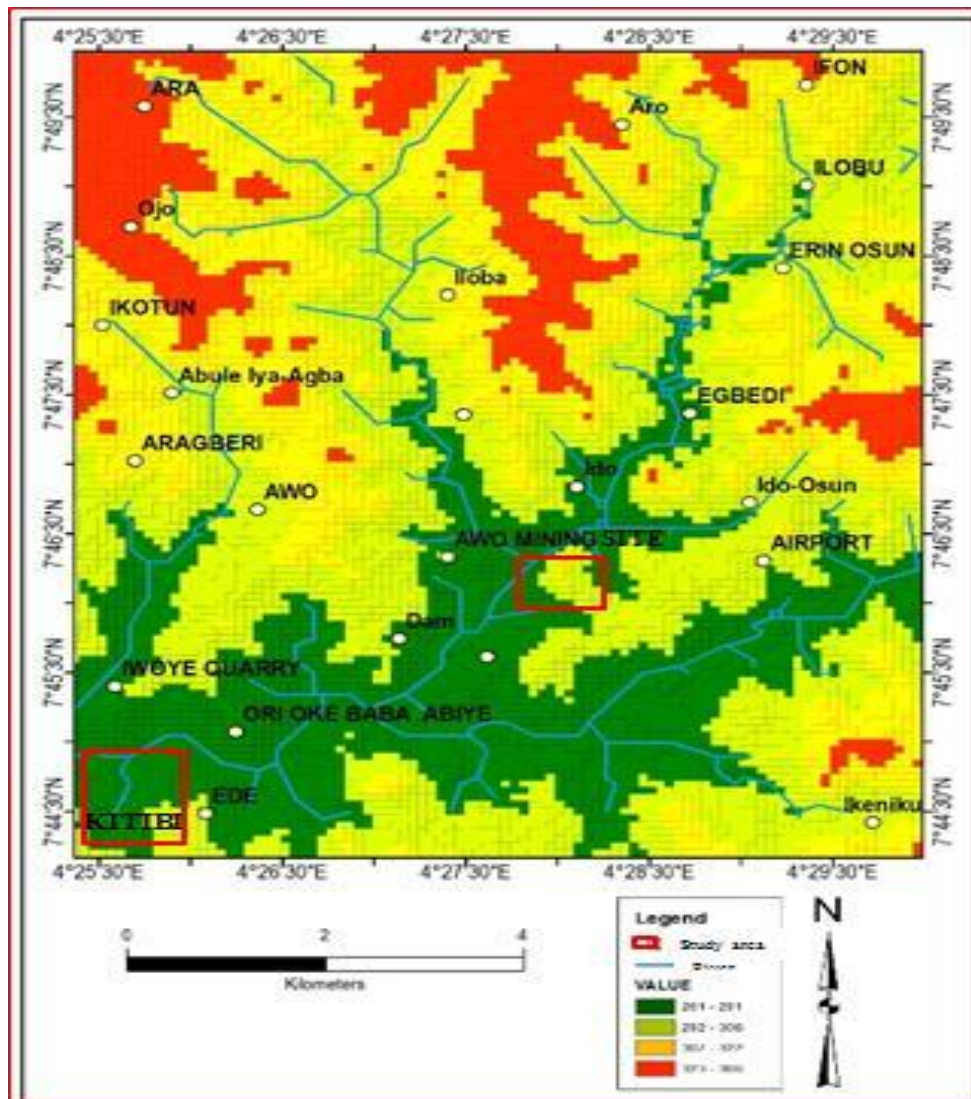 4°25'30"E 4°26'30"E 4°27'30"E 4°28'30"E 4°29'30"E
7°49'30"N
7°48'30"N
7°47'30"N
7°46'30"N
7°45'30"N
7°44'30"N
IFON
ARA
Aro
ILOBU
Ojo
ERIN OSUN
Iloba
IKOTUN
Abule Iya-Agba
EGBEDI
ARAGBERI
Ido
AWO
Ido-Osun
AWO MINING SITE
AIRPORT
Dam
IWOYE QUARRY
ORI OKE BABA ABIYE
EDE
Ikeniku
KITIBI
7°49'30"N
7°48'30"N
7°47'30"N
7°46'30"N
7°45'30"N
7°44'30"N
4°25'30"E 4°26'30"E 4°27'30"E 4°28'30"E 4°29'30"E
0 2 4
Kilometers
Legend
Study area
VALUE
N